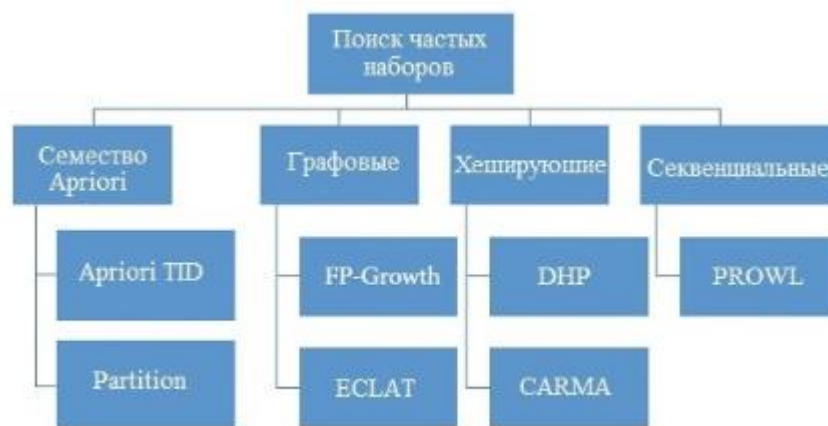 Поиск частых
наборов
Семество
Apriori
Графовые
Хеширующие
Секвенциальные
Apriori TID
FP-Growth
DHP
PROWL
Partition
ECLAT
CARMA